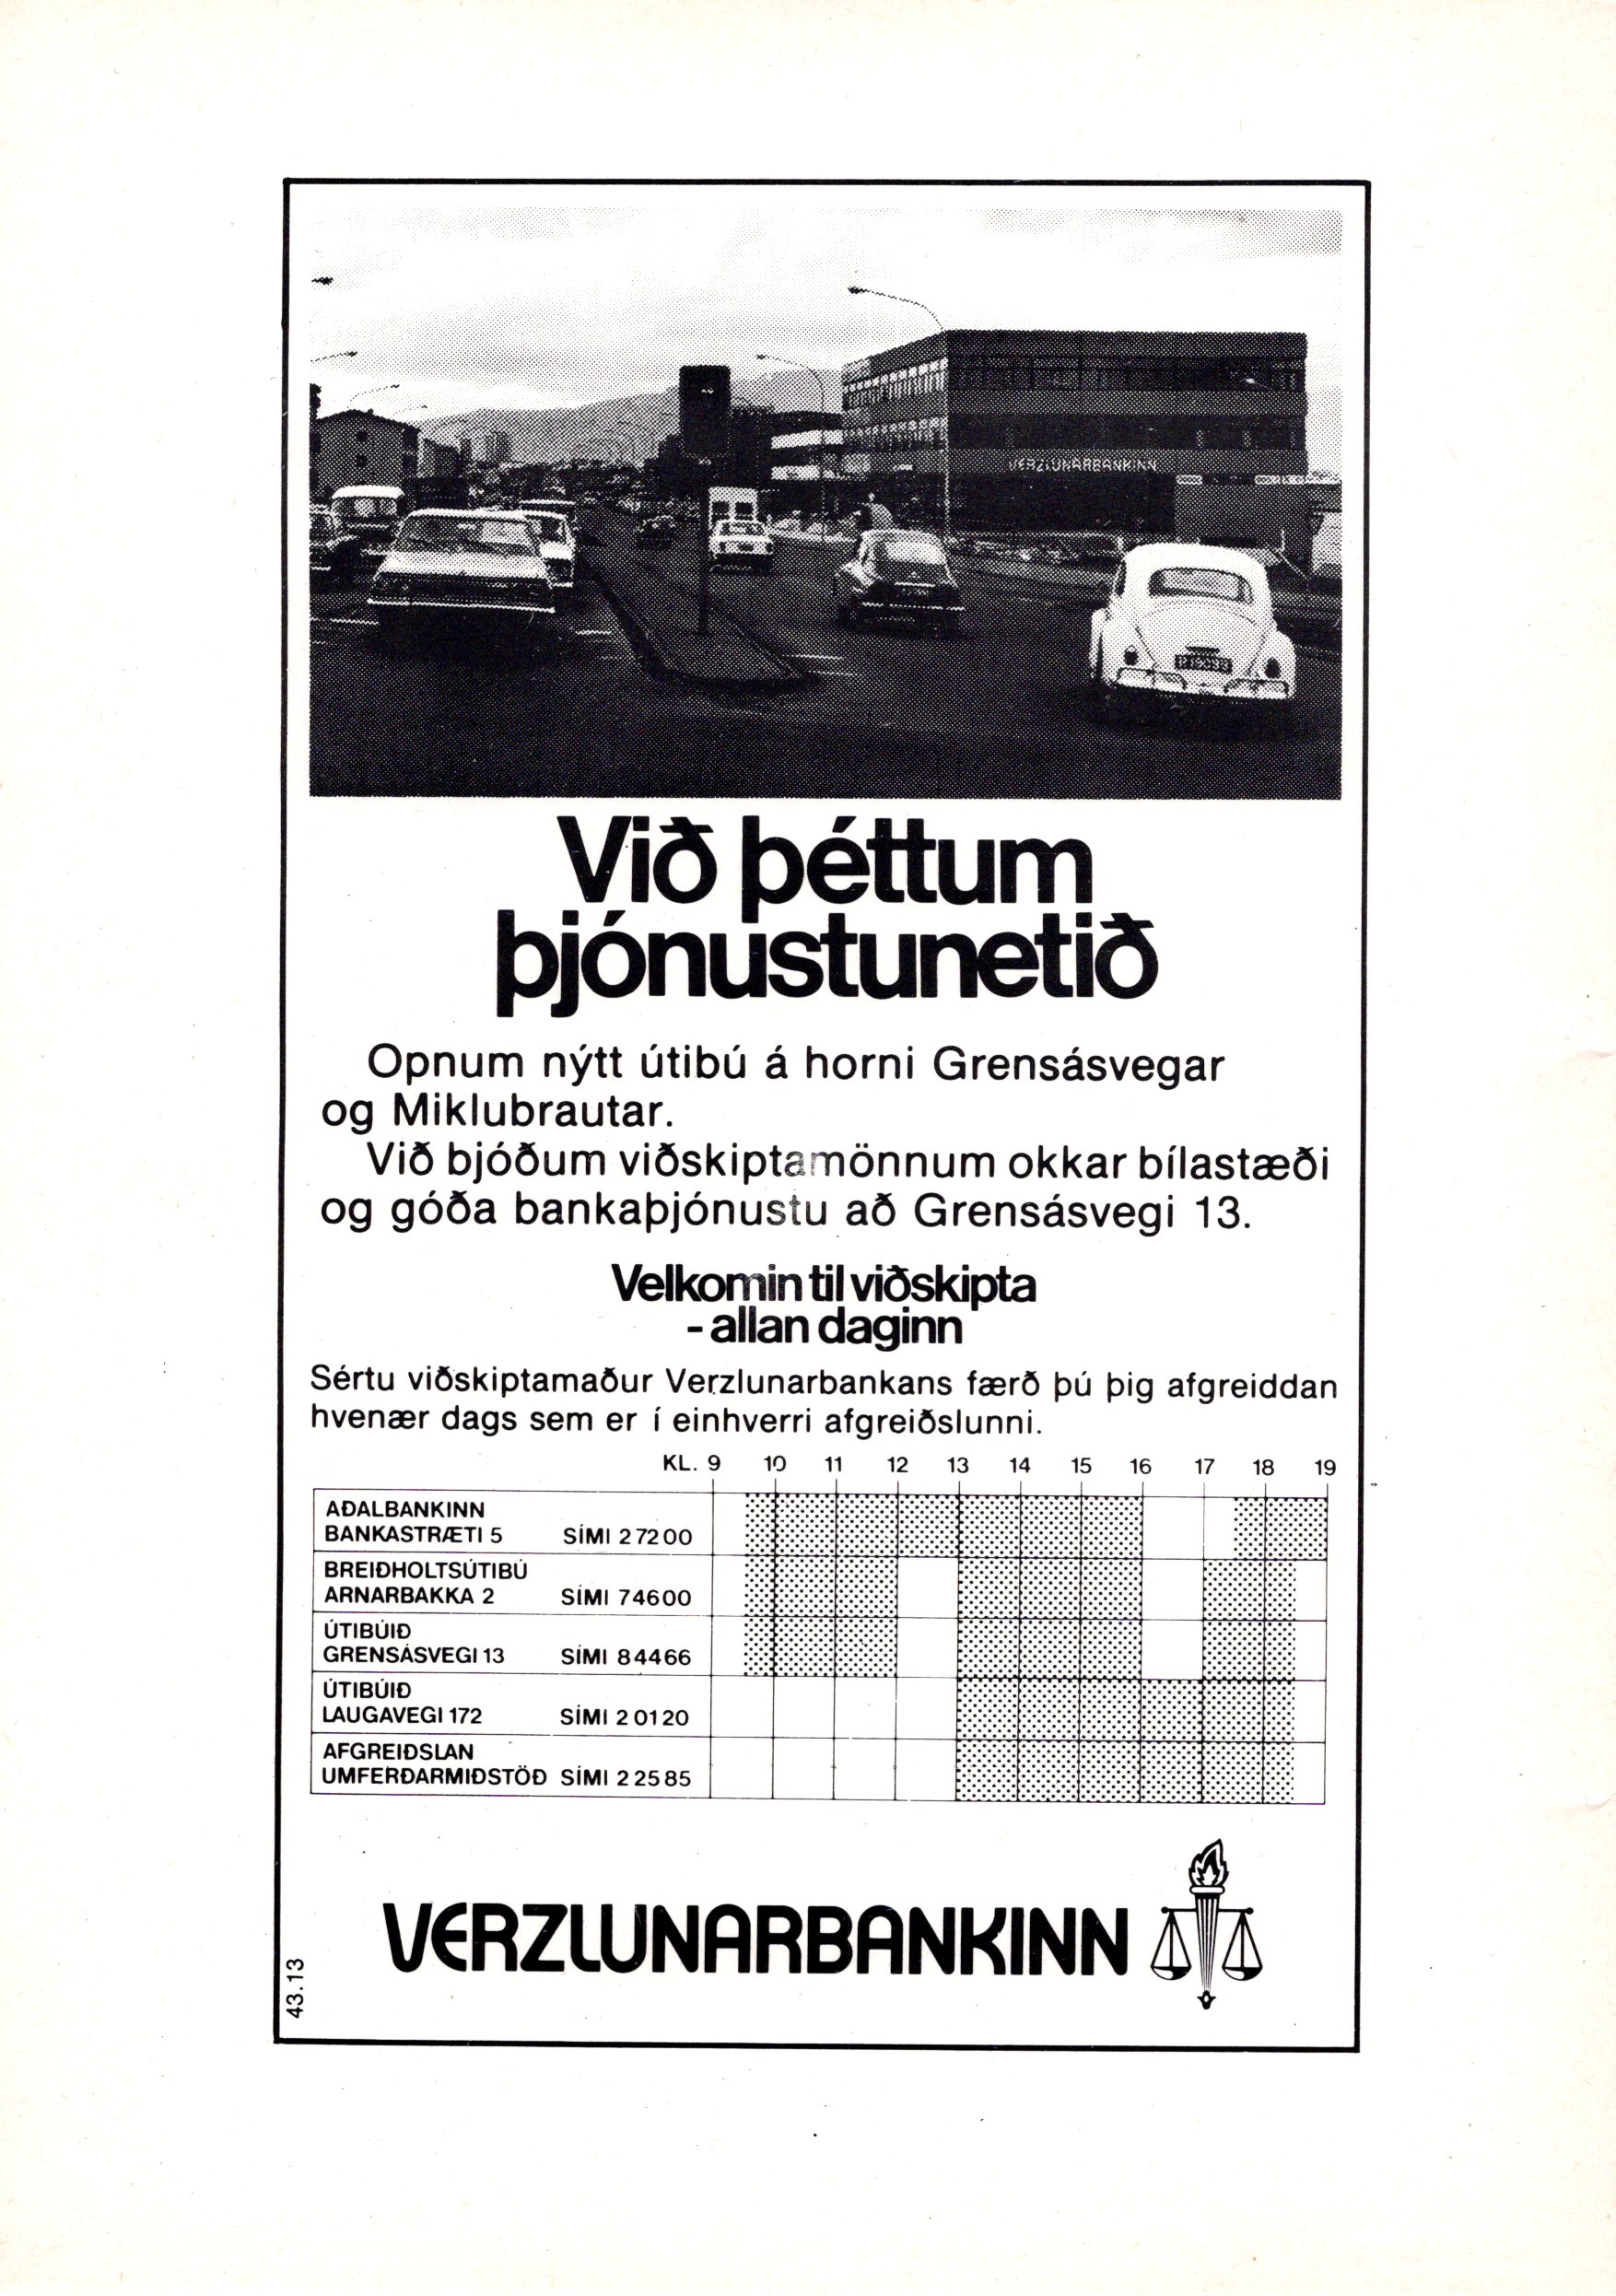 VERZLUNARBANKINN
Við þéttum
þjónustunetið
Opnum nýtt útibú á horni Grensásvegar
og Miklubrautar.
Við bjóðum viðskiptamönnum okkar bílastæði
og góða bankaþjónustu að Grensásvegi 13.
Velkomin til viðskipta
- allan daginn
Sértu viðskiptamaður Verzlunarbankans færð þú þig afgreiddan
hvenær dags sem er í einhverri afgreiðslunni.
KL. 9 10 11 12 13 14 15 16 17 18 19
AÐALBANKINN
BANKASTRÆTI 5 SÍMI 27200
BREIÐHOLTSÚTIBÚ
ARNARBAKKA 2 SÍMI 74600
ÚTIBÚIÐ
GRENSÁSVEGI 13 SÍMI 84466
ÚTIBÚIÐ
LAUGAVEGI 172 SÍMI 20120
AFGREIÐSLAN
UMFERÐARMIÐSTÖÐ SÍMI 22585
VERZLUNARBANKINN
43.13